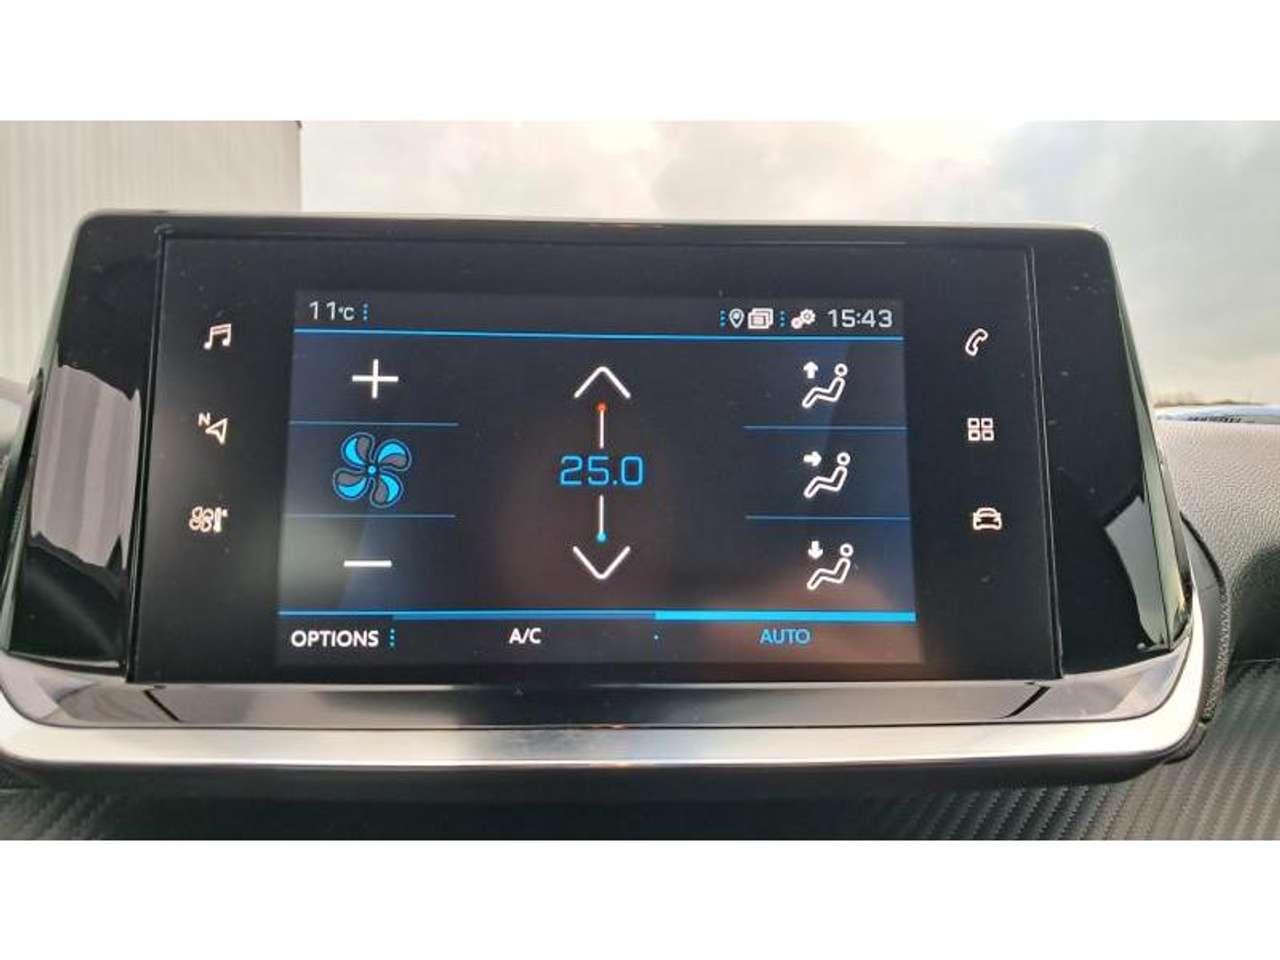 11°C
15:43
N
25.0
OPTIONS
A/C
AUTO